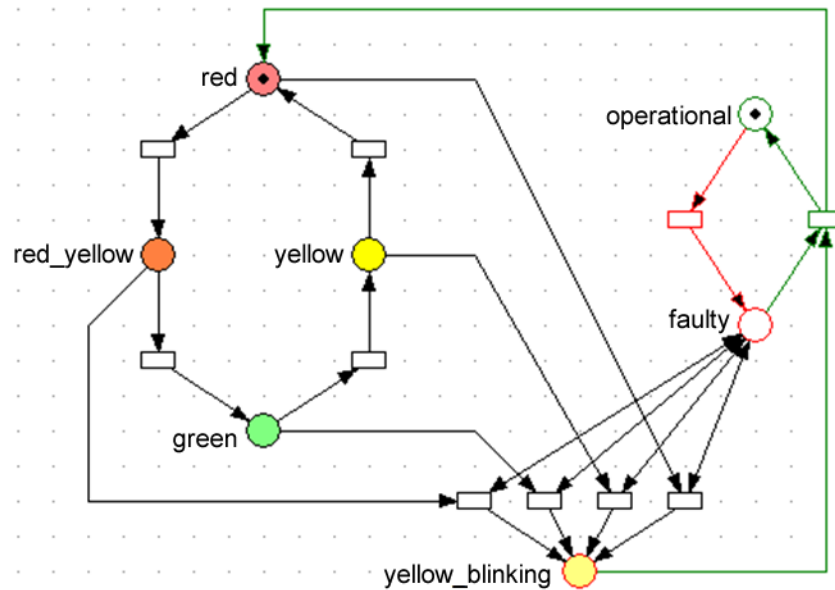 red
operational
red_yellow
yellow
faulty
green
yellow_blinking